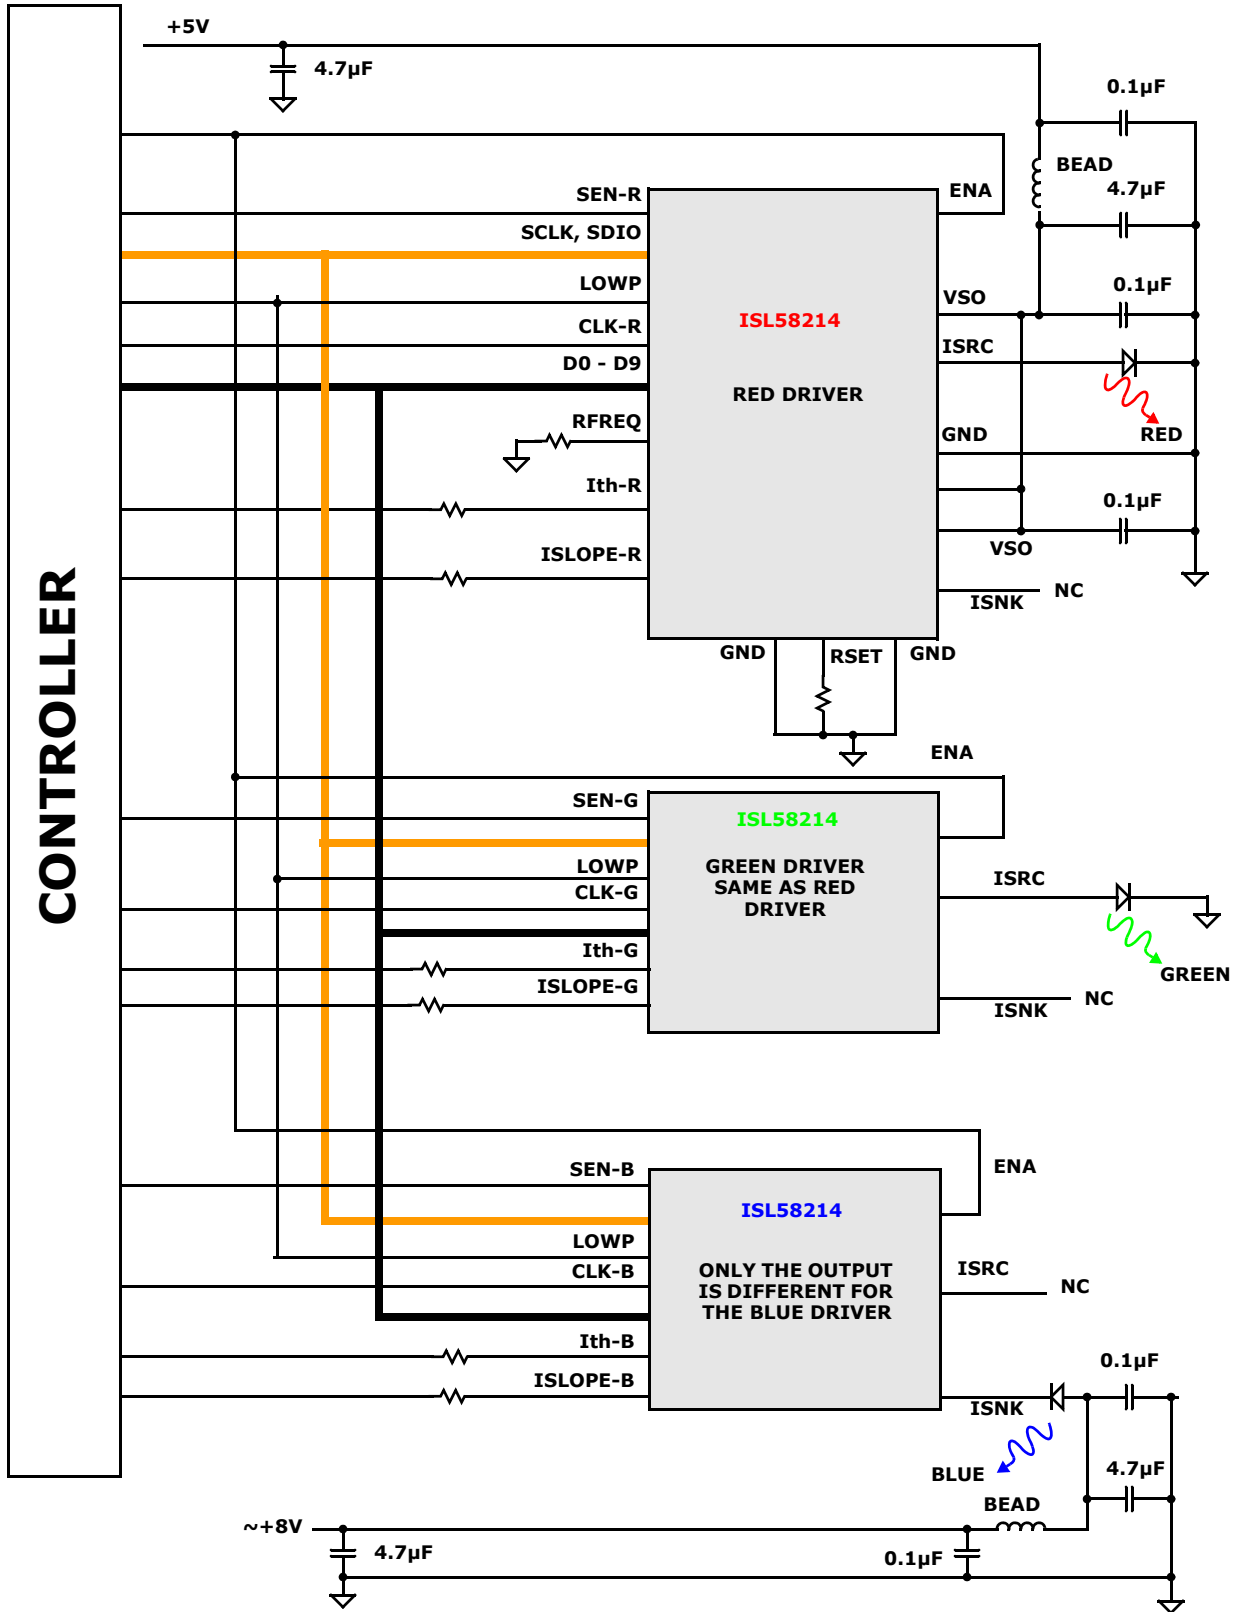 +5V
4.7µF
0.1µF
BEAD
4.7µF
ENA
SEN-R
SCLK, SDIO
LOWP
CLK-R
D0 - D9
RFREQ
Ith-R
ISLOPE-R
ISL58214
RED DRIVER
VSO
0.1µF
ISRC
RED
GND
0.1µF
VSO
ISNK
NC
GND
RSET
GND
CONTROLLER
ENA
SEN-G
LOWP
CLK-G
Ith-G
ISLOPE-G
ISL58214
GREEN DRIVER
SAME AS RED
DRIVER
ISRC
GREEN
ISNK
NC
ENA
SEN-B
LOWP
CLK-B
Ith-B
ISLOPE-B
ISL58214
ONLY THE OUTPUT
IS DIFFERENT FOR
THE BLUE DRIVER
ISRC
NC
0.1µF
ISNK
BLUE
4.7µF
BEAD
~+8V
4.7µF
0.1µF